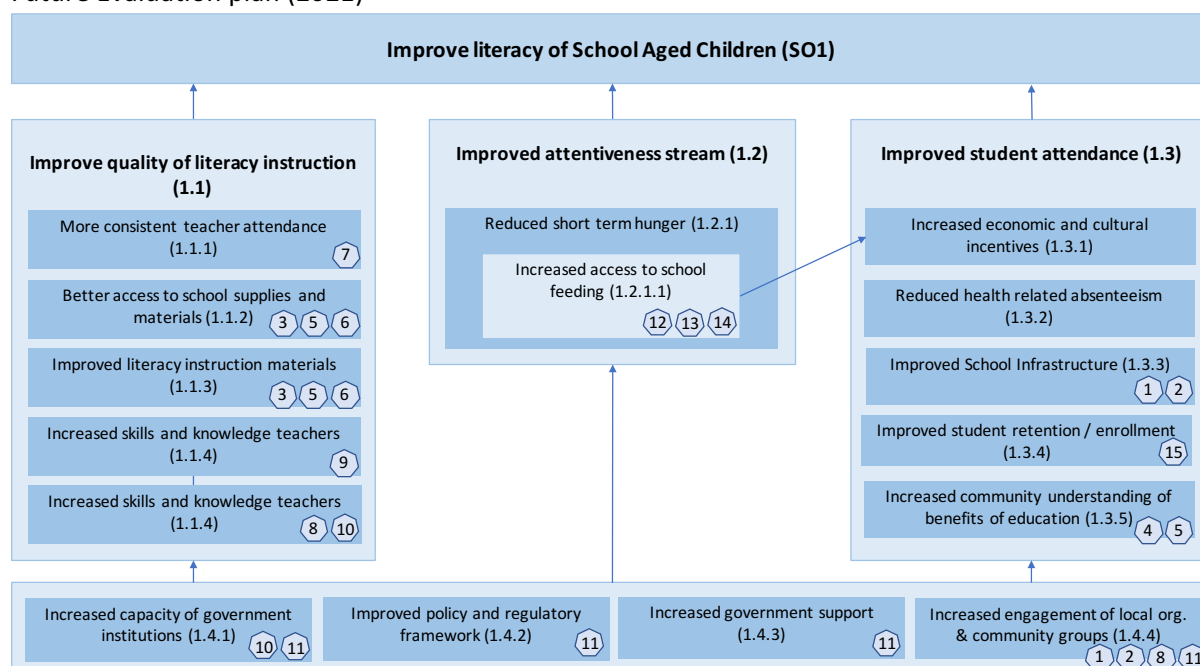 Future Evaluation plan (2021)
Improve literacy of School Aged Children (SO1)
Improve quality of literacy instruction
(1.1)
More consistent teacher attendance
(1.1.1)
7
Better access to school supplies and
materials (1.1.2)
3 5 6
Improved literacy instruction materials
(1.1.3)
3 5 6
Increased skills and knowledge teachers
(1.1.4)
9
Increased skills and knowledge teachers
(1.1.4)
8 10
Improved attentiveness stream (1.2)
Reduced short term hunger (1.2.1)
Increased access to school
feeding (1.2.1.1)
12 13 14
Improved student attendance (1.3)
Increased economic and cultural
incentives (1.3.1)
Reduced health related absenteeism
(1.3.2)
Improved School Infrastructure (1.3.3)
1 2
Improved student retention / enrollment
(1.3.4)
15
Increased community understanding of
benefits of education (1.3.5)
4 5
Increased capacity of government
institutions (1.4.1)
10 11
Improved policy and regulatory
framework (1.4.2)
11
Increased government support
(1.4.3)
11
Increased engagement of local org.
& community groups (1.4.4)
1 2 8 11